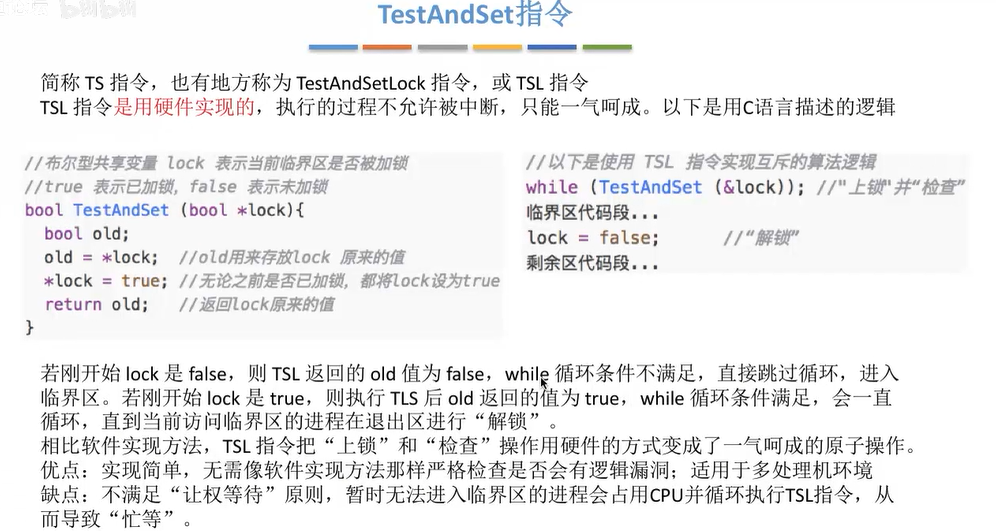 TestAndSet指令
简称 TS 指令，也有地方称为 TestAndSetLock 指令，或 TSL 指令
TSL 指令是用硬件实现的，执行的过程不允许被中断，只能一气呵成。以下是用C语言描述的逻辑
//布尔型共享变量 lock 表示当前临界区是否被加锁
//true 表示已加锁，false 表示未加锁
bool TestAndSet (bool *lock){
bool old;
old = *lock; //old用来存放lock 原来的值
*lock = true; //无论之前是否已加锁，都将lock设为true
return old; //返回lock原来的值
}
//以下是使用 TSL 指令实现互斥的算法逻辑
while (TestAndSet (&lock)); //"上锁"并“检查”
临界区代码段...
lock = false; //“解锁”
剩余区代码段...
若刚开始 lock 是 false，则 TSL 返回的 old 值为 false，while 循环条件不满足，直接跳过循环，进入
临界区。若刚开始 lock 是 true，则执行 TLS 后 old 返回的值为 true，while 循环条件满足，会一直
循环，直到当前访问临界区的进程在退出区进行“解锁”。
相比软件实现方法，TSL 指令把“上锁”和“检查”操作用硬件的方式变成了一气呵成的原子操作。
优点：实现简单，无需像软件实现方法那样严格检查是否会有逻辑漏洞；适用于多处理机环境
缺点：不满足“让权等待”原则，暂时无法进入临界区的进程会占用CPU并循环执行TSL指令，从
而导致“忙等”。